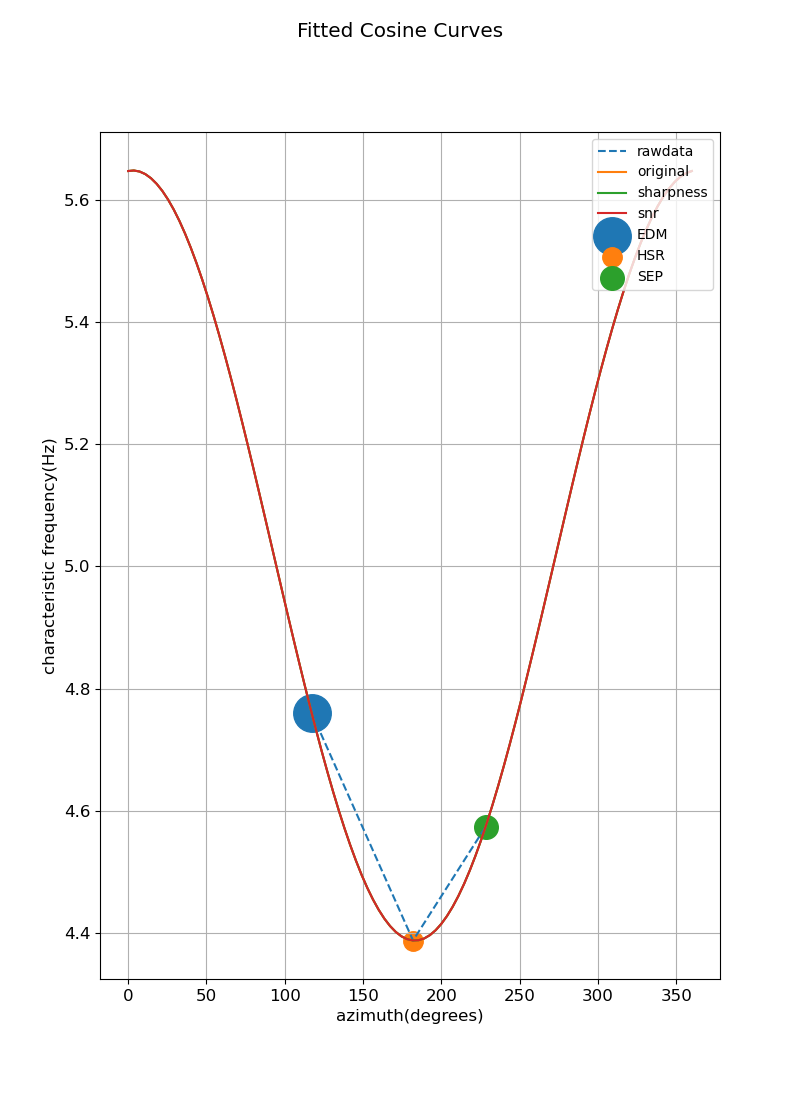 Fitted Cosine Curves
rawdata
original
sharpness
snr
EDM
HSR
SEP
characteristic frequency(Hz)
5.6
5.4
5.2
5.0
4.8
4.6
4.4
0 50 100 150 200 250 300 350
azimuth(degrees)